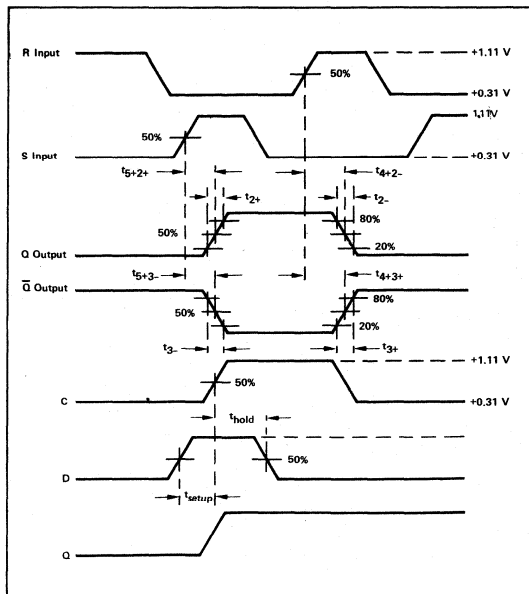 R Input
+1.11 V
50%
+0.31 V
1.11 V
50%
S Input
+0.31 V
t5+2+
t4+2-
t2+
t2-
80%
50%
20%
Q Output
t5+3-
t4+3+
Q̅ Output
80%
50%
20%
t3-
t3+
+1.11 V
50%
C
+0.31 V
thold
50%
D
tsetup
Q